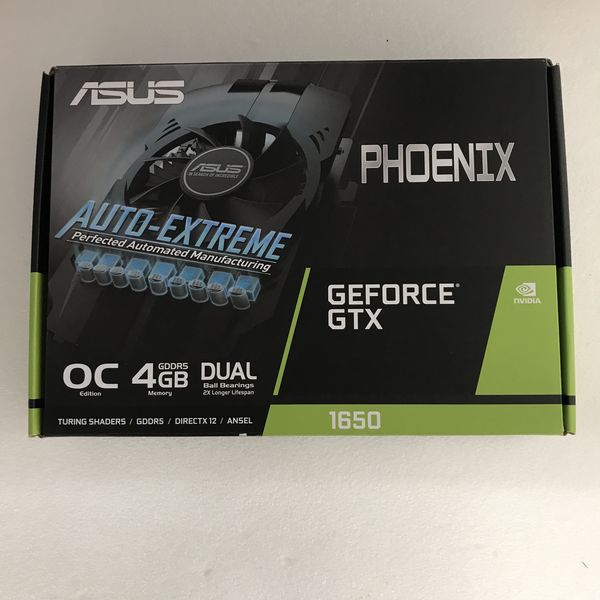 ASUS
ASUS
IN SEARCH OF INCREDIBLE
PHOENIX
AUTO-EXTREME
Perfected Automated Manufacturing
GEFORCE®
GTX
NVIDIA
OC
Edition
4GB
GDDR5
Memory
DUAL
Ball Bearings
2X Longer Lifespan
TURING SHADERS / GDDR5 / DIRECTX 12 / ANSEL
1650